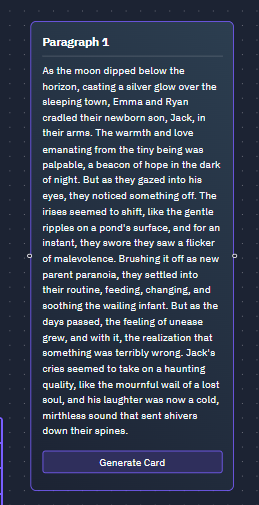 Paragraph 1
As the moon dipped below the
horizon, casting a silver glow over the
sleeping town, Emma and Ryan
cradled their newborn son, Jack, in
their arms. The warmth and love
emanating from the tiny being was
palpable, a beacon of hope in the dark
of night. But as they gazed into his
eyes, they noticed something off. The
irises seemed to shift, like the gentle
ripples on a pond's surface, and for an
instant, they swore they saw a flicker
of malevolence. Brushing it off as new
parent paranoia, they settled into
their routine, feeding, changing, and
soothing the wailing infant. But as the
days passed, the feeling of unease
grew, and with it, the realization that
something was terribly wrong. Jack's
cries seemed to take on a haunting
quality, like the mournful wail of a lost
soul, and his laughter was now a cold,
mirthless sound that sent shivers
down their spines.
Generate Card